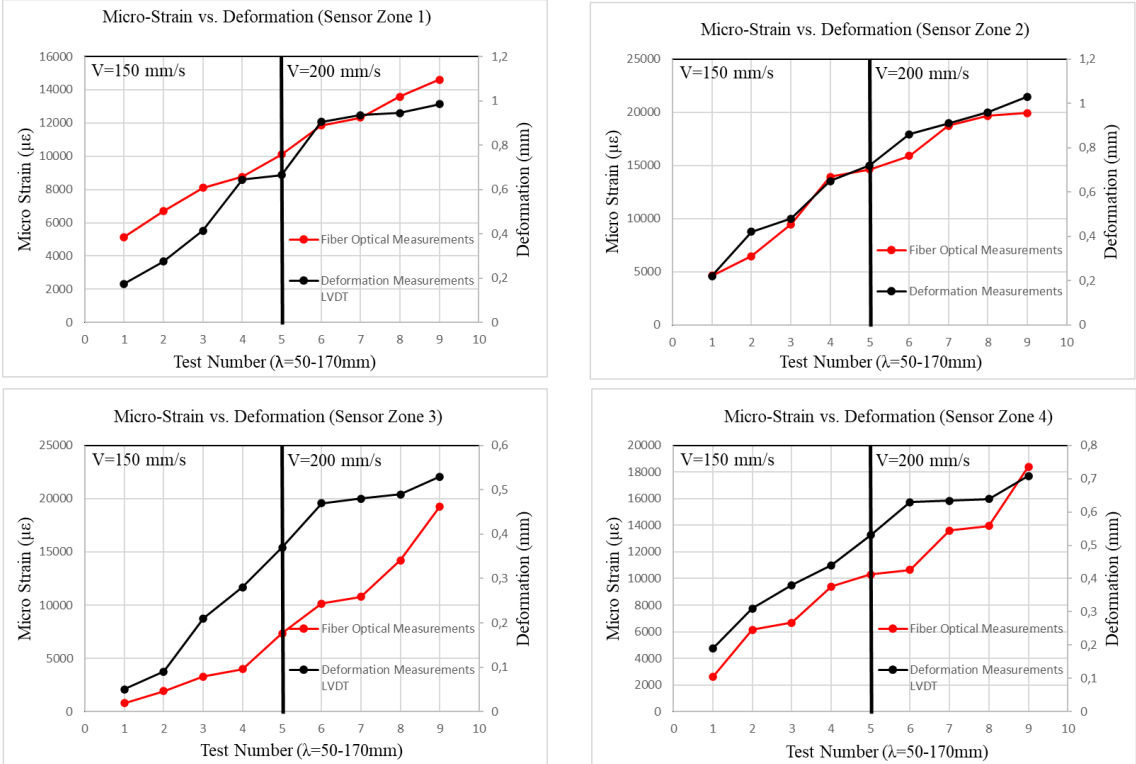 Micro-Strain vs. Deformation (Sensor Zone 1)
V=150 mm/s
V=200 mm/s
16000
14000
12000
10000
8000
6000
4000
2000
0
1,2
1
0,8
0,6
0,4
0,2
0
Micro Strain (με)
Deformation (mm)
Fiber Optical Measurements
Deformation Measurements
LVDT
0 1 2 3 4 5 6 7 8 9 10
Test Number (λ=50-170mm)
Micro-Strain vs. Deformation (Sensor Zone 2)
V=150 mm/s
V=200 mm/s
25000
20000
15000
10000
5000
0
1,2
1
0,8
0,6
0,4
0,2
0
Micro Strain (με)
Deformation (mm)
Fiber Optical Measurements
Deformation Measurements
0 1 2 3 4 5 6 7 8 9 10
Test Number (λ=50-170mm)
Micro-Strain vs. Deformation (Sensor Zone 3)
V=150 mm/s
V=200 mm/s
25000
20000
15000
10000
5000
0
0,6
0,5
0,4
0,3
0,2
0,1
0
Micro Strain (με)
Deformation (mm)
Fiber Optical Measurements
Deformation Measurements
LVDT
0 1 2 3 4 5 6 7 8 9 10
Test Number (λ=50-170mm)
Micro-Strain vs. Deformation (Sensor Zone 4)
V=150 mm/s
V=200 mm/s
20000
18000
16000
14000
12000
10000
8000
6000
4000
2000
0
0,8
0,7
0,6
0,5
0,4
0,3
0,2
0,1
0
Micro Strain (με)
Deformation (mm)
Fiber Optical Measurements
Deformation Measurements
LVDT
0 1 2 3 4 5 6 7 8 9 10
Test Number (λ=50-170mm)